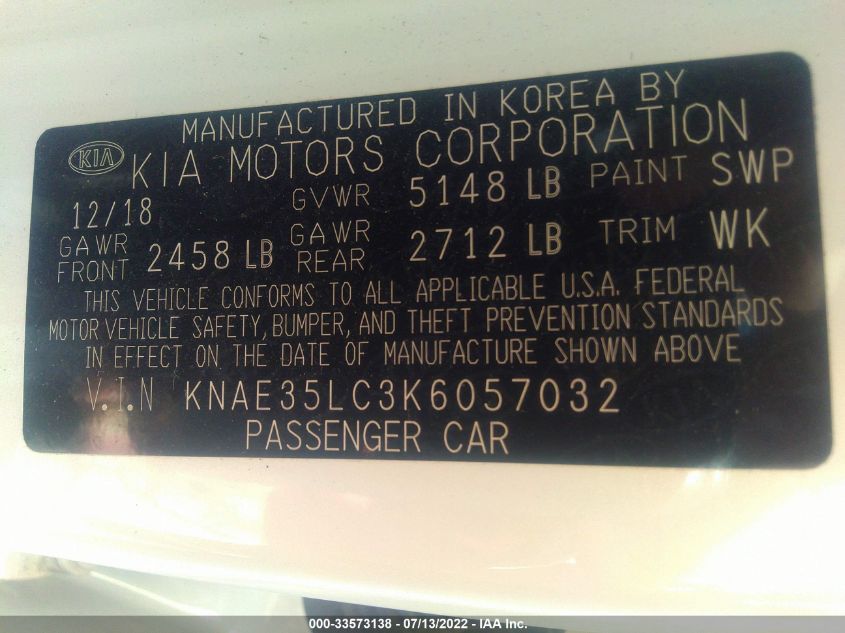 MANUFACTURED IN KOREA BY
KIA KIA MOTORS CORPORATION
12/18 GVWR 5148 LB PAINT SWP
GAWR FRONT 2458 LB GAWR REAR 2712 LB TRIM WK
THIS VEHICLE CONFORMS TO ALL APPLICABLE U.S.A. FEDERAL
MOTOR VEHICLE SAFETY, BUMPER, AND THEFT PREVENTION STANDARDS
IN EFFECT ON THE DATE OF MANUFACTURE SHOWN ABOVE
V.I.N KNAE35LC3K6057032
PASSENGER CAR
000-33573138 - 07/13/2022 - IAA Inc.